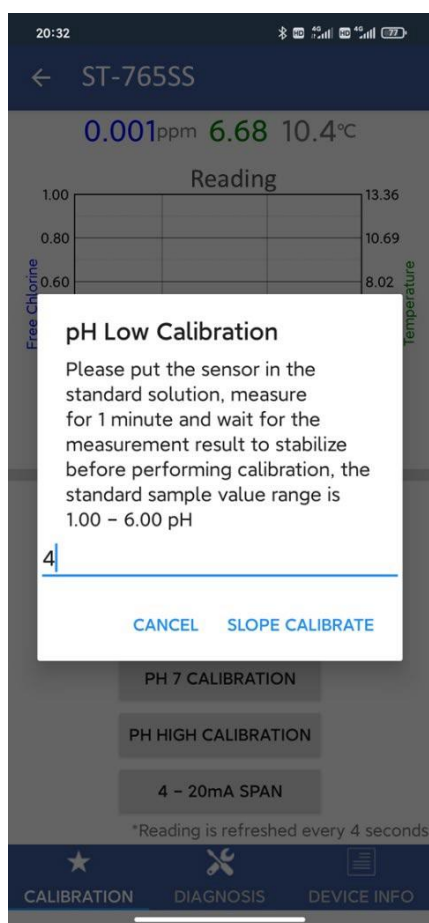 20:32
HD 4G HD 4G 77
ST-765SS
0.001ppm 6.68 10.4℃
Reading
1.00 13.36
0.80 10.69
0.60 8.02
Free Chlorine
Temperature
pH Low Calibration
Please put the sensor in the
standard solution, measure
for 1 minute and wait for the
measurement result to stabilize
before performing calibration, the
standard sample value range is
1.00 – 6.00 pH
4
CANCEL SLOPE CALIBRATE
PH 7 CALIBRATION
PH HIGH CALIBRATION
4 – 20mA SPAN
*Reading is refreshed every 4 seconds
CALIBRATION DIAGNOSIS DEVICE INFO